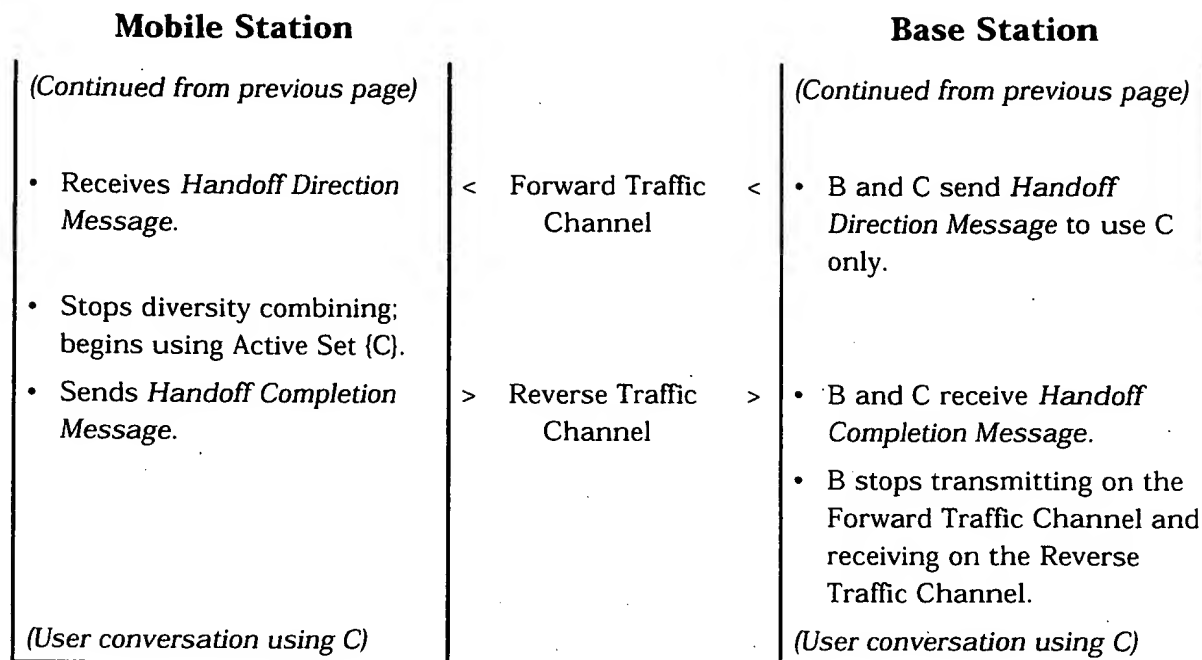 Mobile Station
Base Station
(Continued from previous page)
(Continued from previous page)
• Receives Handoff Direction
Message.
< Forward Traffic <
Channel
• B and C send Handoff
Direction Message to use C
only.
• Stops diversity combining;
begins using Active Set {C}.
• Sends Handoff Completion
Message.
> Reverse Traffic >
Channel
• B and C receive Handoff
Completion Message.
• B stops transmitting on the
Forward Traffic Channel and
receiving on the Reverse
Traffic Channel.
(User conversation using C)
(User conversation using C)